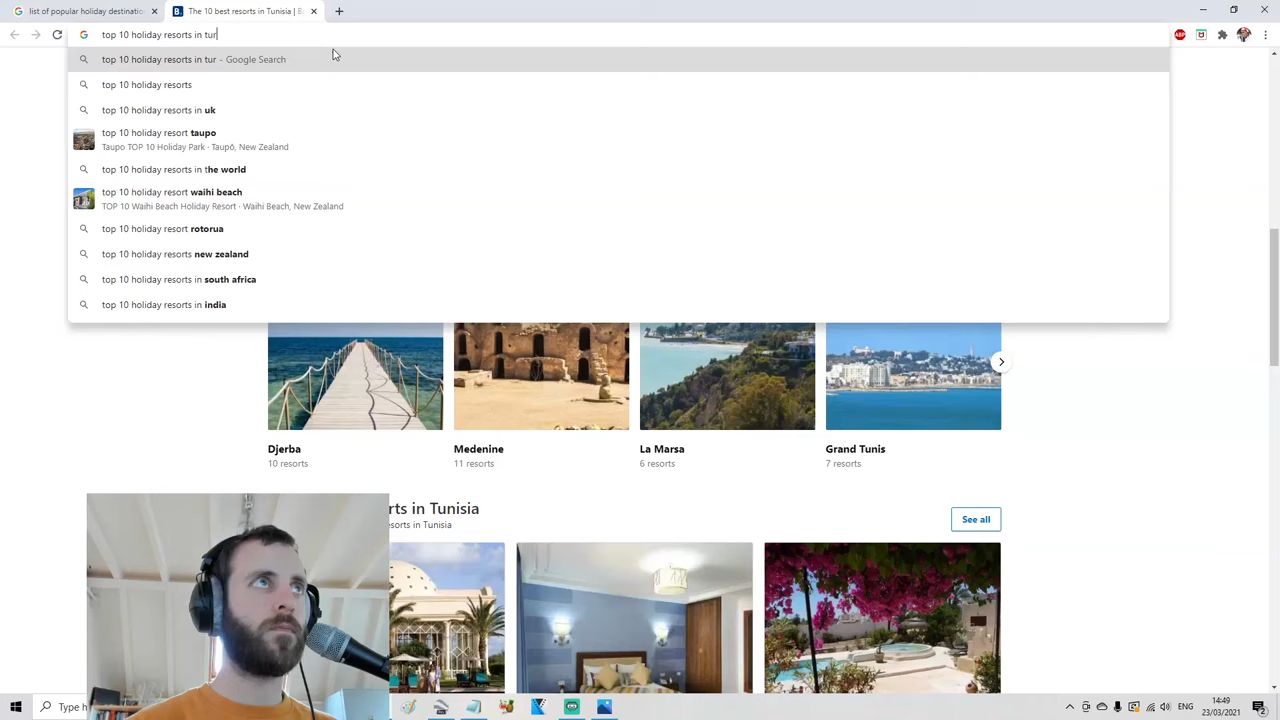 list of popular holiday destinatio
The 10 best resorts in Tunisia | Bo
top 10 holiday resorts in tur
ABP
top 10 holiday resorts in tur - Google Search
top 10 holiday resorts
top 10 holiday resorts in uk
top 10 holiday resort taupo
Taupo TOP 10 Holiday Park · Taupō, New Zealand
top 10 holiday resorts in the world
top 10 holiday resort waihi beach
TOP 10 Waihi Beach Holiday Resort · Waihi Beach, New Zealand
top 10 holiday resort rotorua
top 10 holiday resorts new zealand
top 10 holiday resorts in south africa
top 10 holiday resorts in india
Djerba
Medenine
La Marsa
Grand Tunis
10 resorts
11 resorts
6 resorts
7 resorts
rts in Tunisia
esorts in Tunisia
See all
Type h
ENG
14:49
23/03/2021